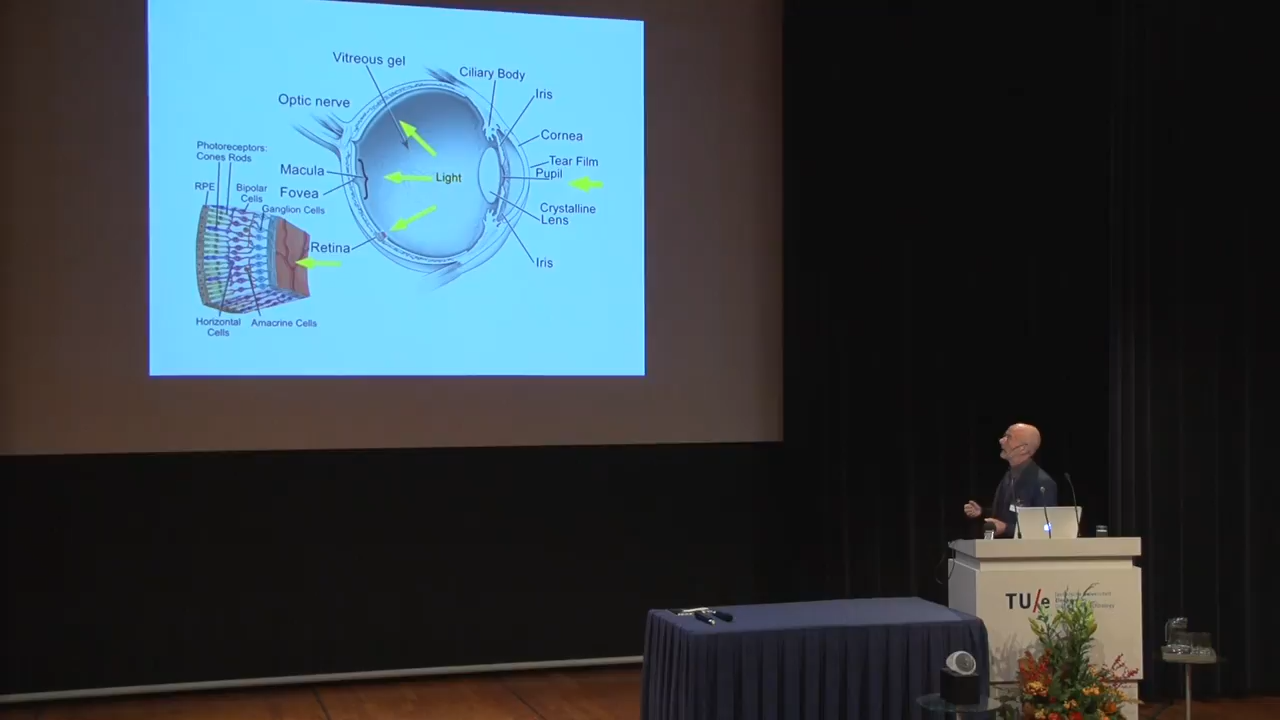 Vitreous gel
Ciliary Body
Iris
Optic nerve
Cornea
Photoreceptors:
Cones Rods
Tear Film
Macula
Pupil
Light
RPE
Bipolar
Cells
Fovea
Ganglion Cells
Crystalline
Lens
Retina
Iris
Horizontal
Cells
Amacrine Cells
TU/e